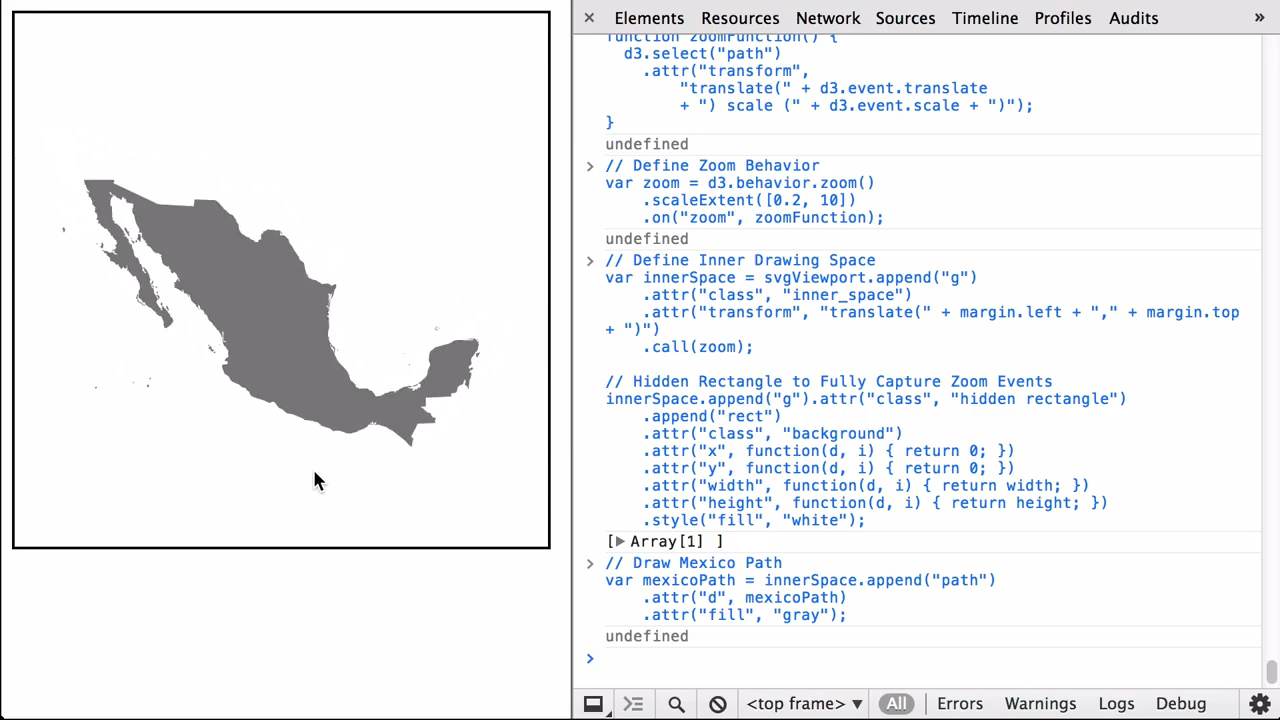 × Elements Resources Network Sources Timeline Profiles Audits »
function zoomFunction() {
d3.select("path")
.attr("transform",
"translate(" + d3.event.translate
+ ") scale (" + d3.event.scale + ")");
}
undefined
> // Define Zoom Behavior
var zoom = d3.behavior.zoom()
.scaleExtent([0.2, 10])
.on("zoom", zoomFunction);
undefined
> // Define Inner Drawing Space
var innerSpace = svgViewport.append("g")
.attr("class", "inner_space")
.attr("transform", "translate(" + margin.left + "," + margin.top
+ ")")
.call(zoom);
// Hidden Rectangle to Fully Capture Zoom Events
innerSpace.append("g").attr("class", "hidden rectangle")
.append("rect")
.attr("class", "background")
.attr("x", function(d, i) { return 0; })
.attr("y", function(d, i) { return 0; })
.attr("width", function(d, i) { return width; })
.attr("height", function(d, i) { return height; })
.style("fill", "white");
[▶ Array[1] ]
> // Draw Mexico Path
var mexicoPath = innerSpace.append("path")
.attr("d", mexicoPath)
.attr("fill", "gray");
undefined
>
<top frame> ▼ All Errors Warnings Logs Debug